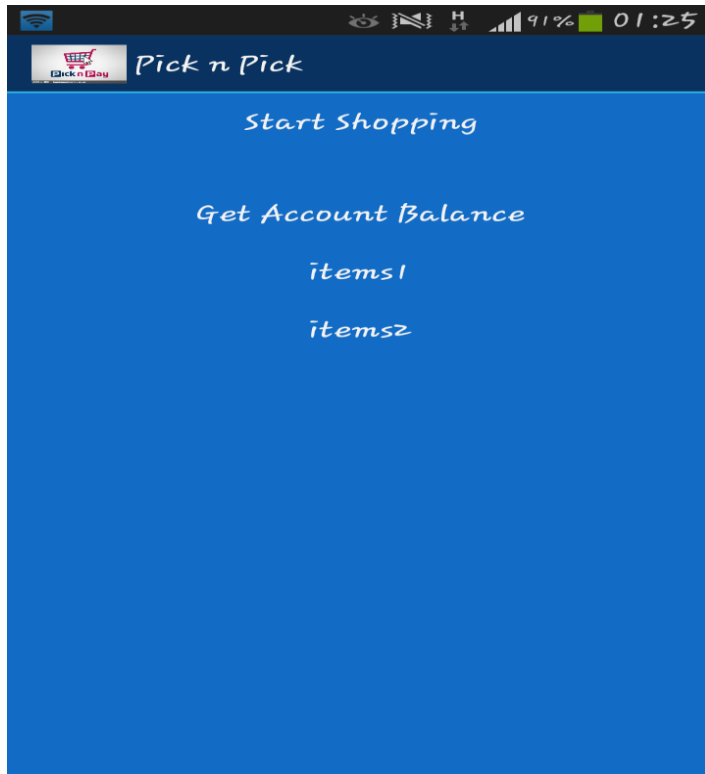 H 91% 01:25
Pick n Pay Pick n Pick
Start Shopping
Get Account Balance
items1
items2